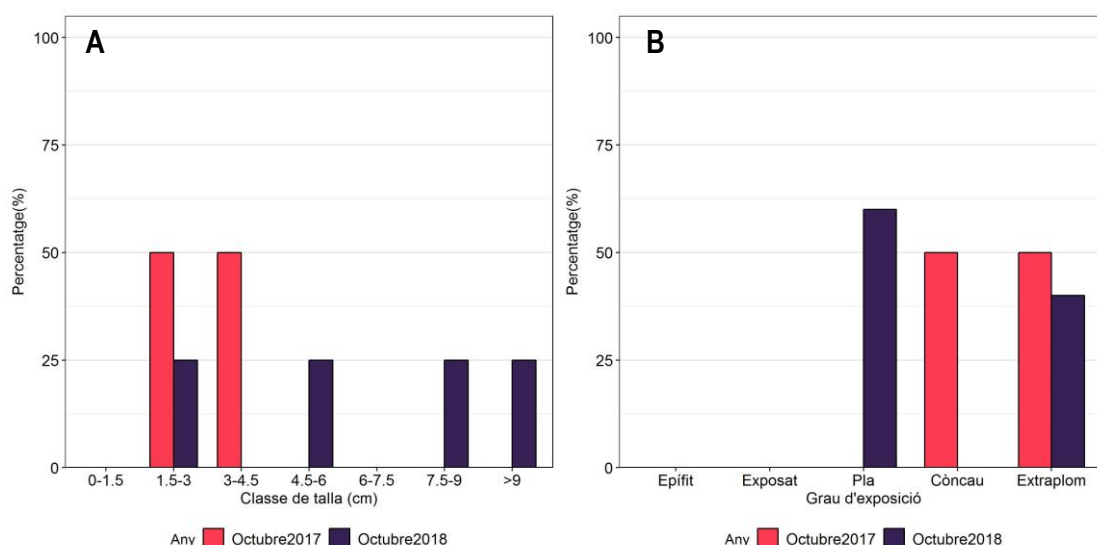 A
Percentatge(%)
100
75
50
25
0
0-1.5 1.5-3 3-4.5 4.5-6 6-7.5 7.5-9 >9
Classe de talla (cm)
Any Octubre2017 Octubre2018
B
Percentatge(%)
100
75
50
25
0
Epífit Exposat Pla Còncau Extraplom
Grau d'exposició
Any Octubre2017 Octubre2018